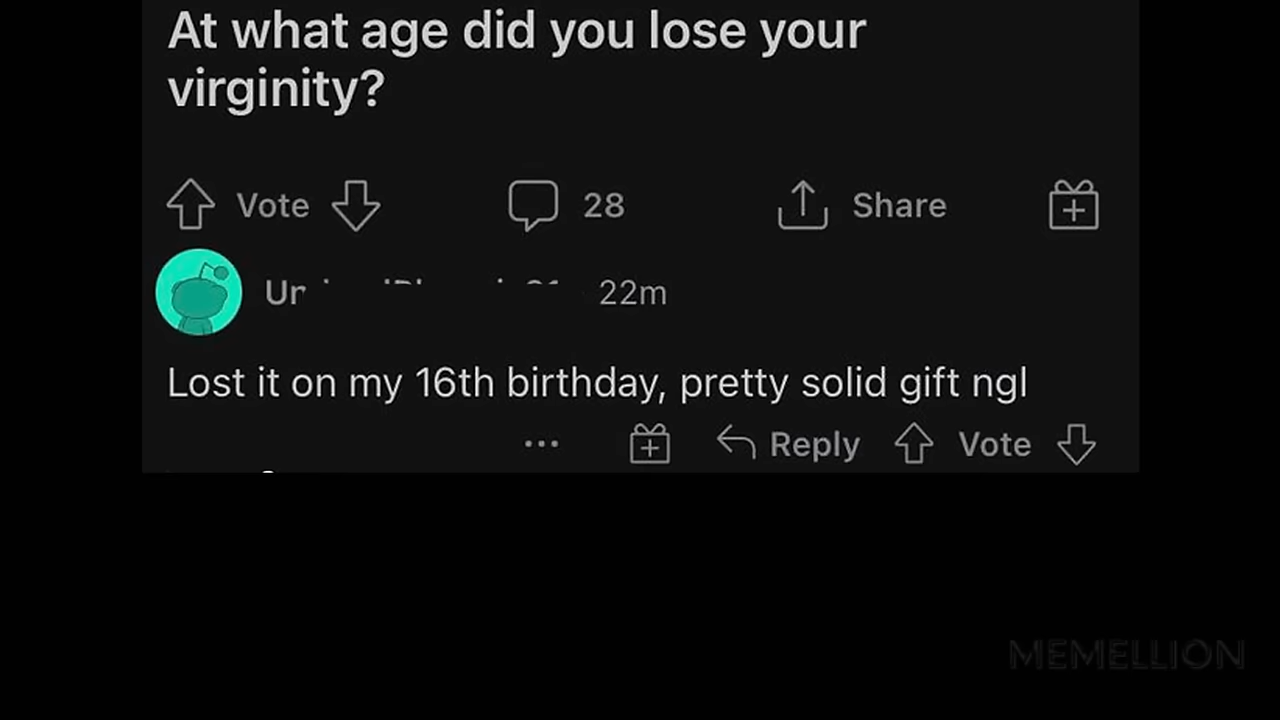 At what age did you lose your
virginity?
Vote 28 Share
22m
Lost it on my 16th birthday, pretty solid gift ngl
... Reply Vote
MEMELLION